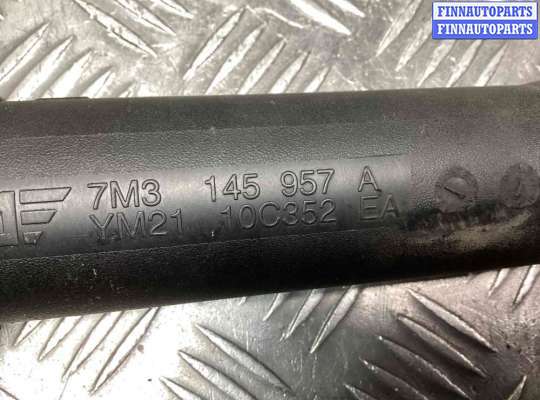 FINNAUTOPARTS
FINNAUTOPARTS
7M3 145 957 A
YM21 10C352 EA